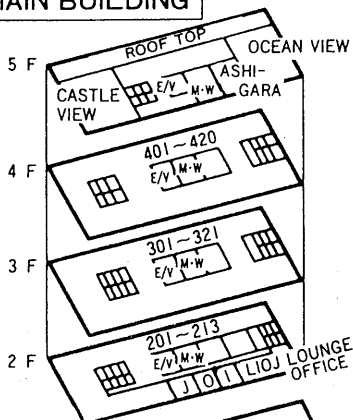 MAIN BUILDING
ROOF TOP
OCEAN VIEW
5 F
E/V
M・W
ASHI-
GARA
CASTLE
VIEW
401~420
4 F
E/V
M・W
301~321
3 F
E/V
M・W
201~213
2 F
E/V
M・W
J O I
LIOJ LOUNGE
OFFICE